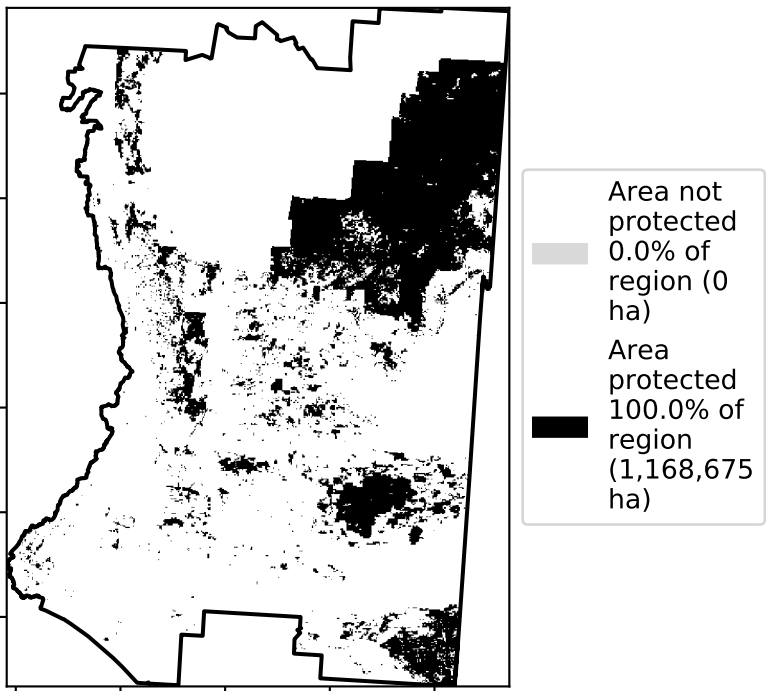 Area not
protected
0.0% of
region (0
ha)
Area
protected
100.0% of
region
(1,168,675
ha)